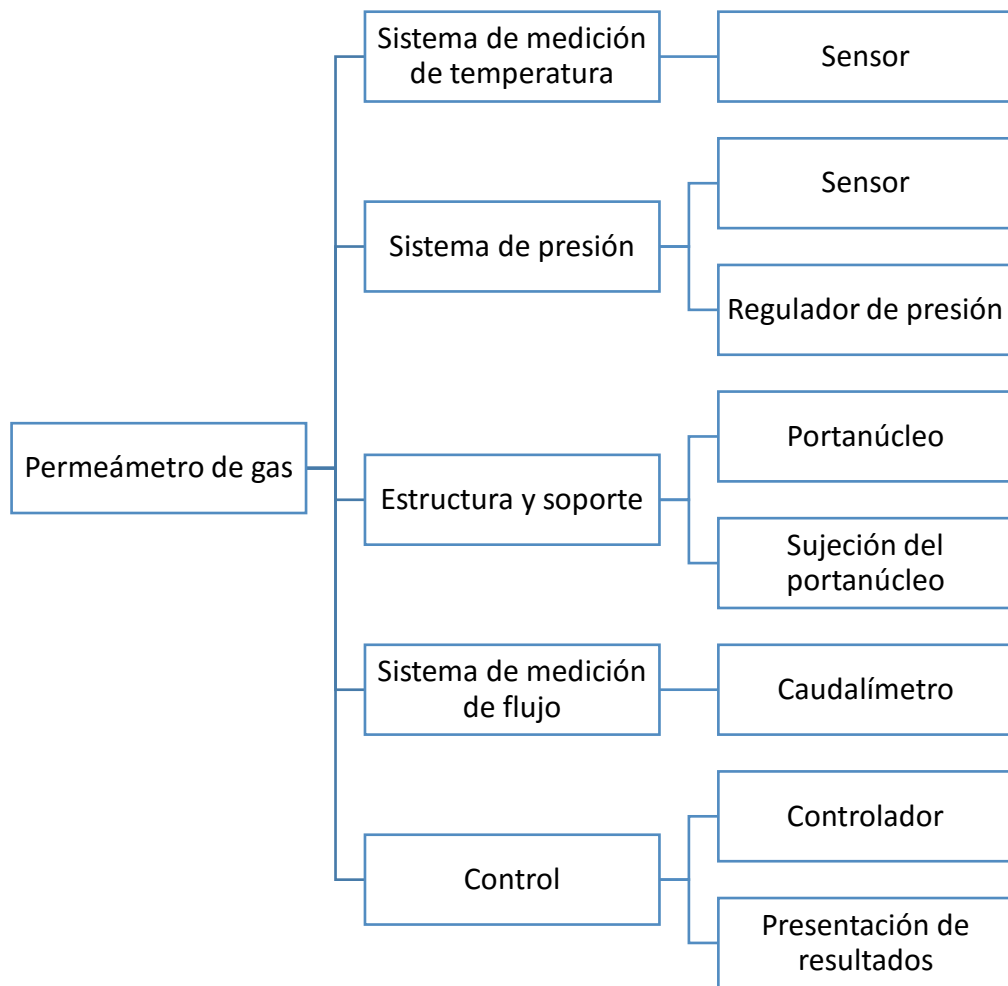 Sistema de medición
de temperatura
Sensor
Sensor
Sistema de presión
Regulador de presión
Portanúcleo
Permeámetro de gas
Estructura y soporte
Sujeción del
portanúcleo
Sistema de medición
de flujo
Caudalímetro
Controlador
Control
Presentación de
resultados